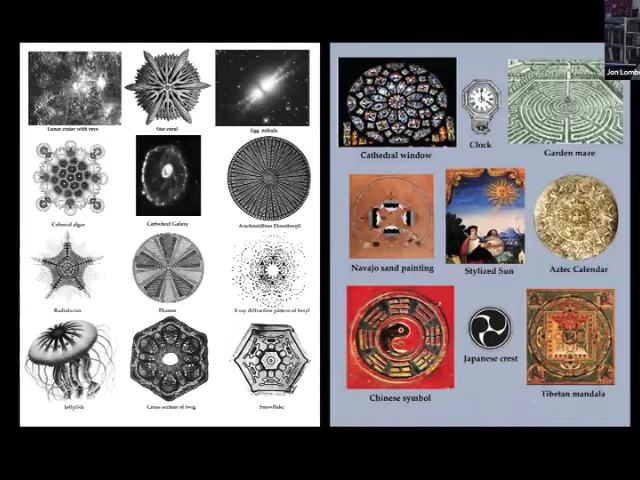 Jon Lomb
Lunar crater with rays
Star coral
Egg nebula
Colonial algae
Cartwheel Galaxy
Arachnoidiscus Ehrenbergii
Radiolarian
Diatom
X-ray diffraction pattern of beryl
Jellyfish
Cross-section of twig
Snowflake
Cathedral window
Clock
Garden maze
Navajo sand painting
Stylized Sun
Aztec Calendar
Chinese symbol
Japanese crest
Tibetan mandala